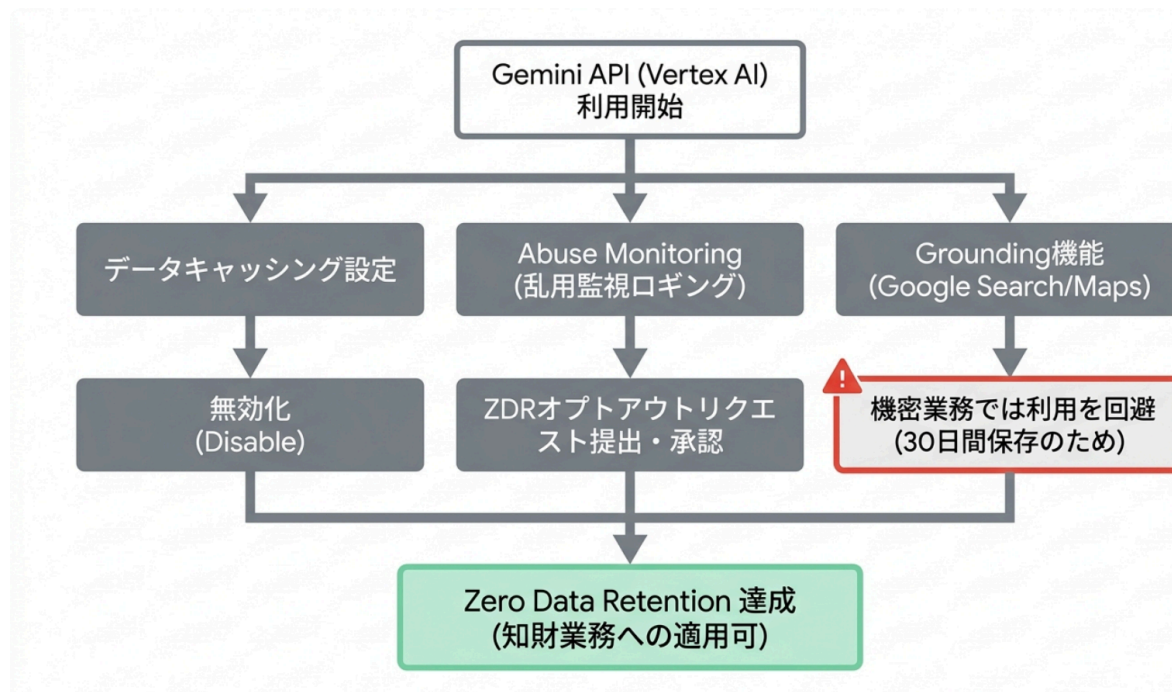 Gemini API (Vertex AI)
利用開始
データキャッシング設定
Abuse Monitoring
(乱用監視ロギング)
Grounding機能
(Google Search/Maps)
無効化
(Disable)
ZDRオプトアウトリクエ
スト提出・承認
!
機密業務では利用を回避
(30日間保存のため)
Zero Data Retention 達成
(知財業務への適用可)